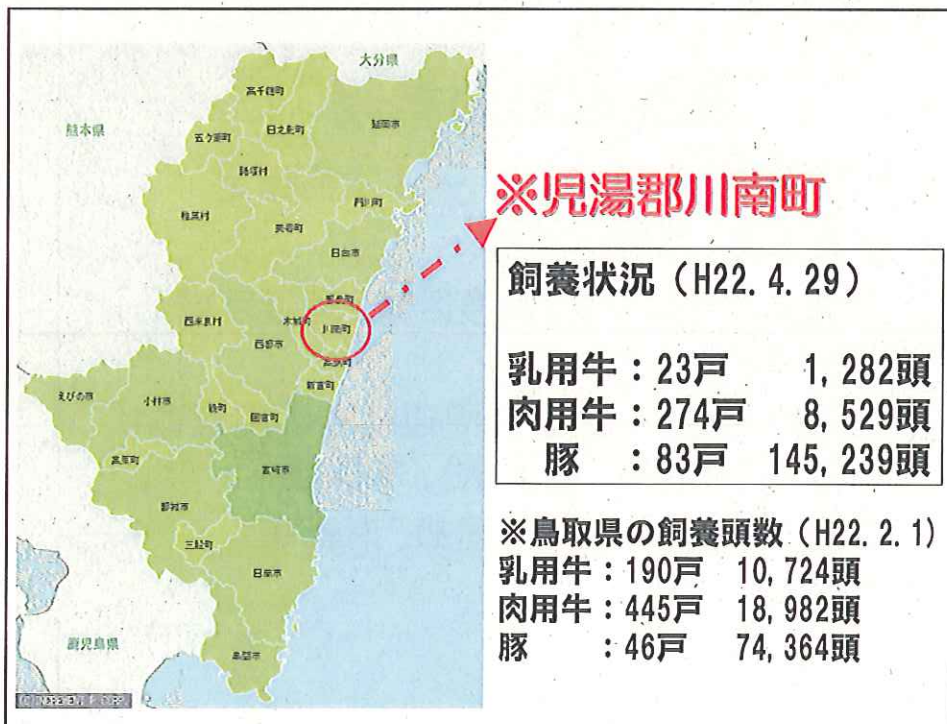 大分県
熊本県
高千穂町
延岡市
日之影町
五ヶ瀬町
諸塚村
門川町
椎葉村
美郷町
日向市
都農町
西米良村
木城町
川南町
西都市
高鍋町
新富町
えびの市
小林市
綾町
国富町
高原町
宮崎市
都城市
三股町
日南市
鹿児島県
串間市
(C) INCREMENT P CORP.
※児湯郡川南町
飼養状況（H22.4.29）
乳用牛：23戸 1,282頭
肉用牛：274戸 8,529頭
豚 ：83戸 145,239頭
※鳥取県の飼養頭数（H22.2.1）
乳用牛：190戸 10,724頭
肉用牛：445戸 18,982頭
豚 ：46戸 74,364頭